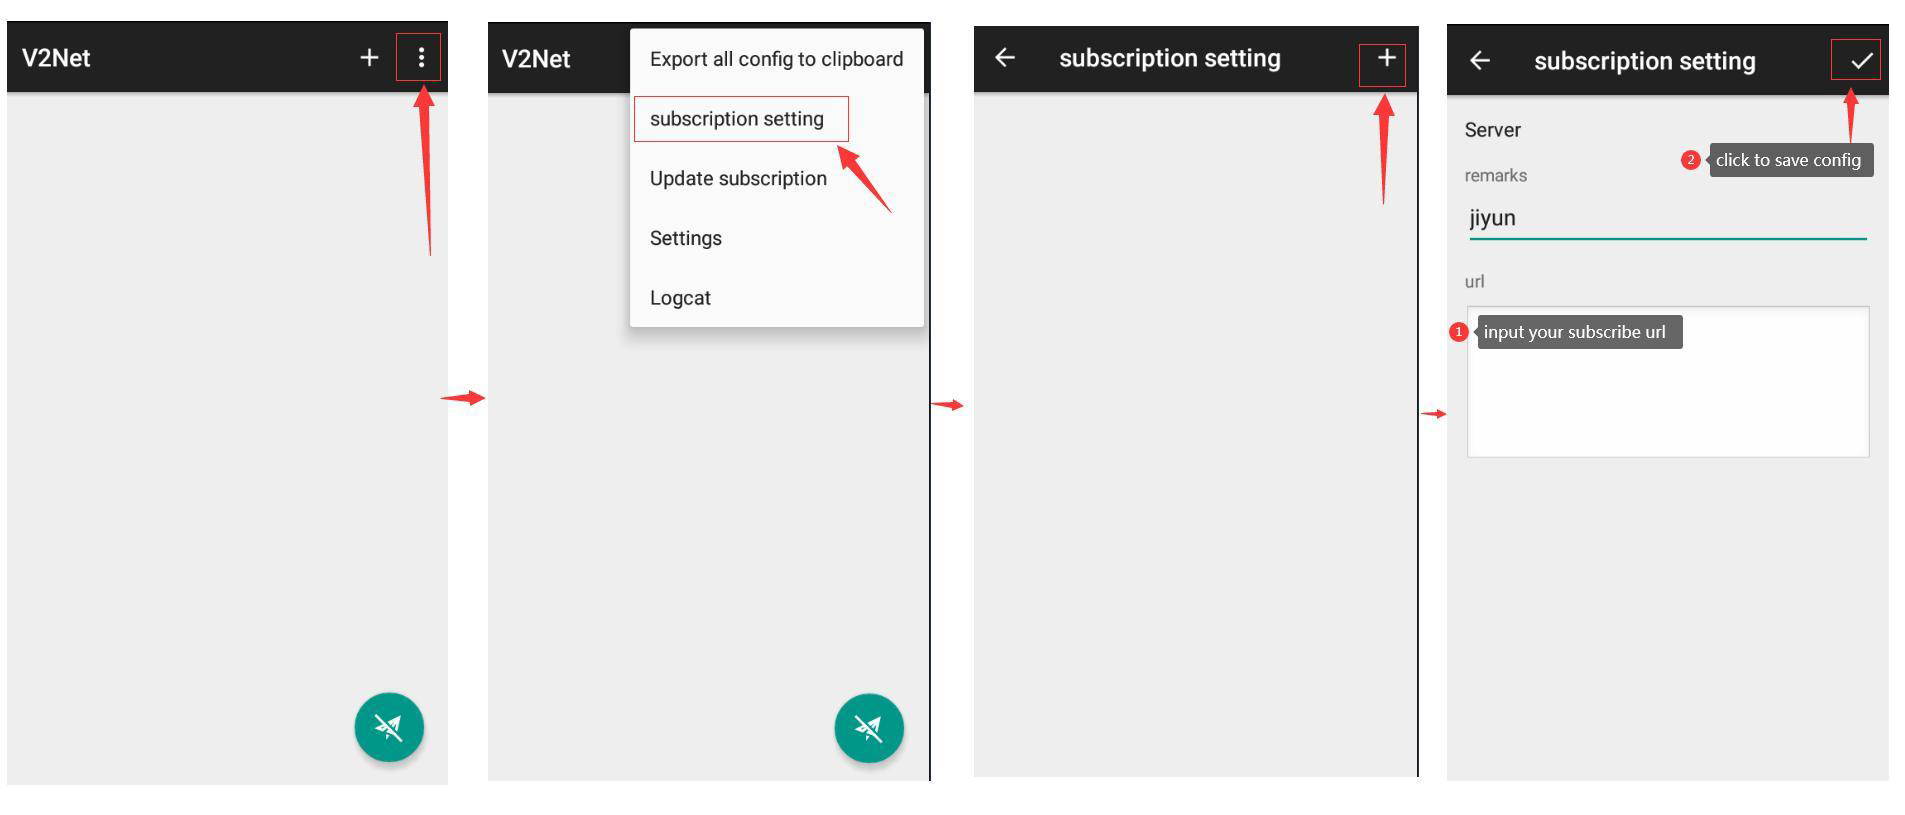 V2Net
V2Net
Export all config to clipboard
subscription setting
Update subscription
Settings
Logcat
subscription setting
subscription setting
Server
2 click to save config
remarks
jiyun
url
1 input your subscribe url